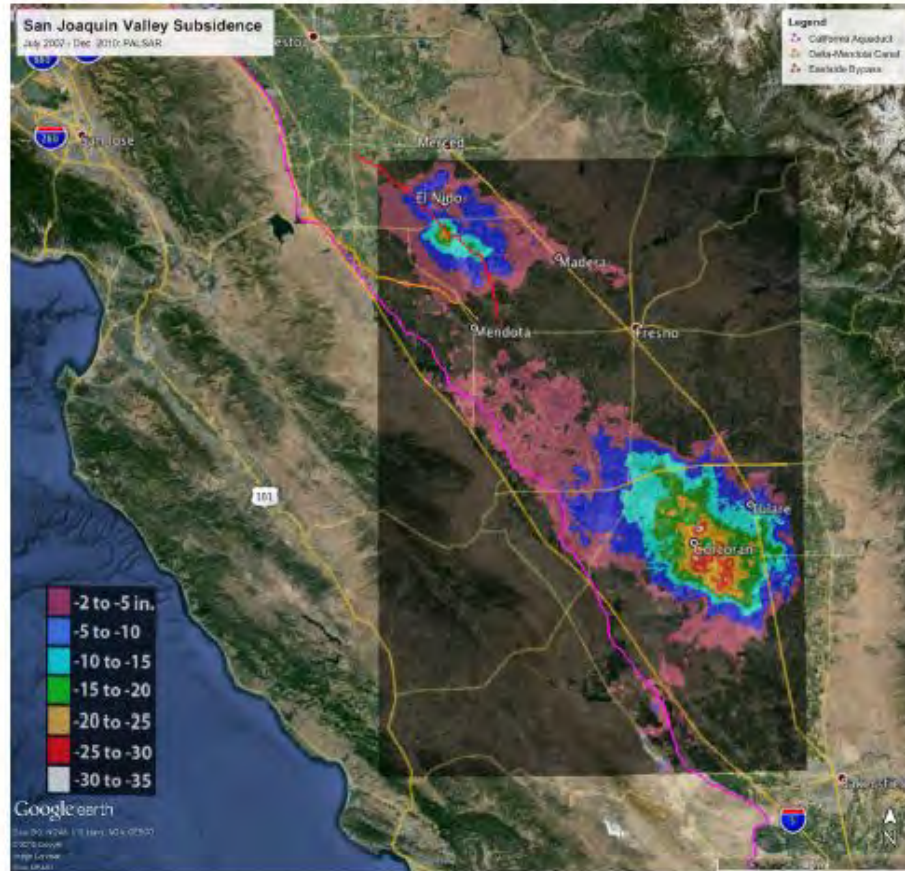 San Joaquin Valley Subsidence
July 2007 - Dec. 2010: PALSAR
Legend
California Aqueduct
Delta-Mendota Canal
Eastside Bypass
San Jose
Merced
El Nido
Madera
Mendota
Fresno
101
Tulare
Corcoran
-2 to -5 in.
-5 to -10
-10 to -15
-15 to -20
-20 to -25
-25 to -30
-30 to -35
Google earth
5
N